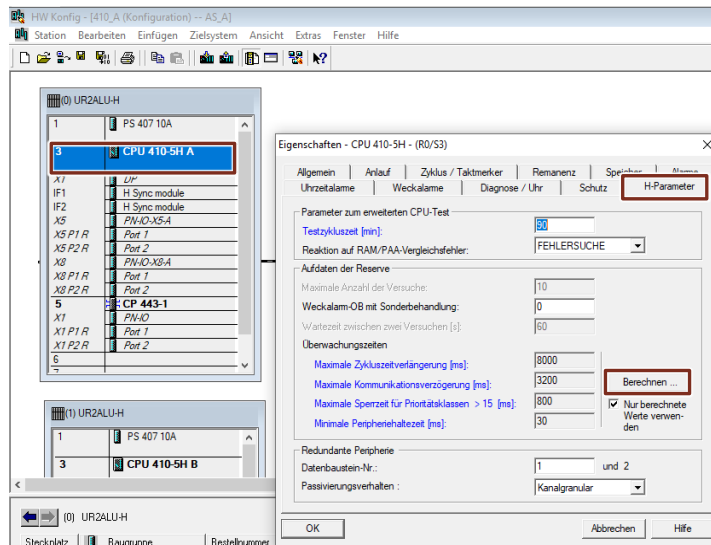 HW Konfig - [410_A (Konfiguration) -- AS_A]
Station Bearbeiten Einfügen Zielsystem Ansicht Extras Fenster Hilfe
(0) UR2ALU-H
1 PS 407 10A
3 CPU 410-5H A
X1 DP
IF1 H Sync module
IF2 H Sync module
X5 PN-IO-X5-A
X5 P1 R Port 1
X5 P2 R Port 2
X8 PN-IO-X8-A
X8 P1 R Port 1
X8 P2 R Port 2
5 CP 443-1
X1 PN-IO
X1 P1 R Port 1
X1 P2 R Port 2
6
7
(1) UR2ALU-H
1 PS 407 10A
3 CPU 410-5H B
(0) UR2ALU-H
Steckplatz Baugruppe Bestellnummer
Eigenschaften - CPU 410-5H - (R0/S3)
Allgemein Anlauf Zyklus / Taktmerker Remanenz Speicher Alarme
Uhrzeitalarme Weckalarme Diagnose / Uhr Schutz H-Parameter
Parameter zum erweiterten CPU-Test
Testzykluszeit [min]: 90
Reaktion auf RAM/PAA-Vergleichsfehler: FEHLERSUCHE
Aufdaten der Reserve
Maximale Anzahl der Versuche: 10
Weckalarm-OB mit Sonderbehandlung: 0
Wartezeit zwischen zwei Versuchen [s]: 60
Überwachungszeiten
Maximale Zykluszeitverlängerung [ms]: 8000
Maximale Kommunikationsverzögerung [ms]: 3200 Berechnen ...
Maximale Sperrzeit für Prioritätsklassen > 15 [ms]: 800 Nur berechnete
Werte verwen-
den
Minimale Peripheriehaltezeit [ms]: 30
Redundante Peripherie
Datenbaustein-Nr.: 1 und 2
Passivierungsverhalten : Kanalgranular
OK Abbrechen Hilfe